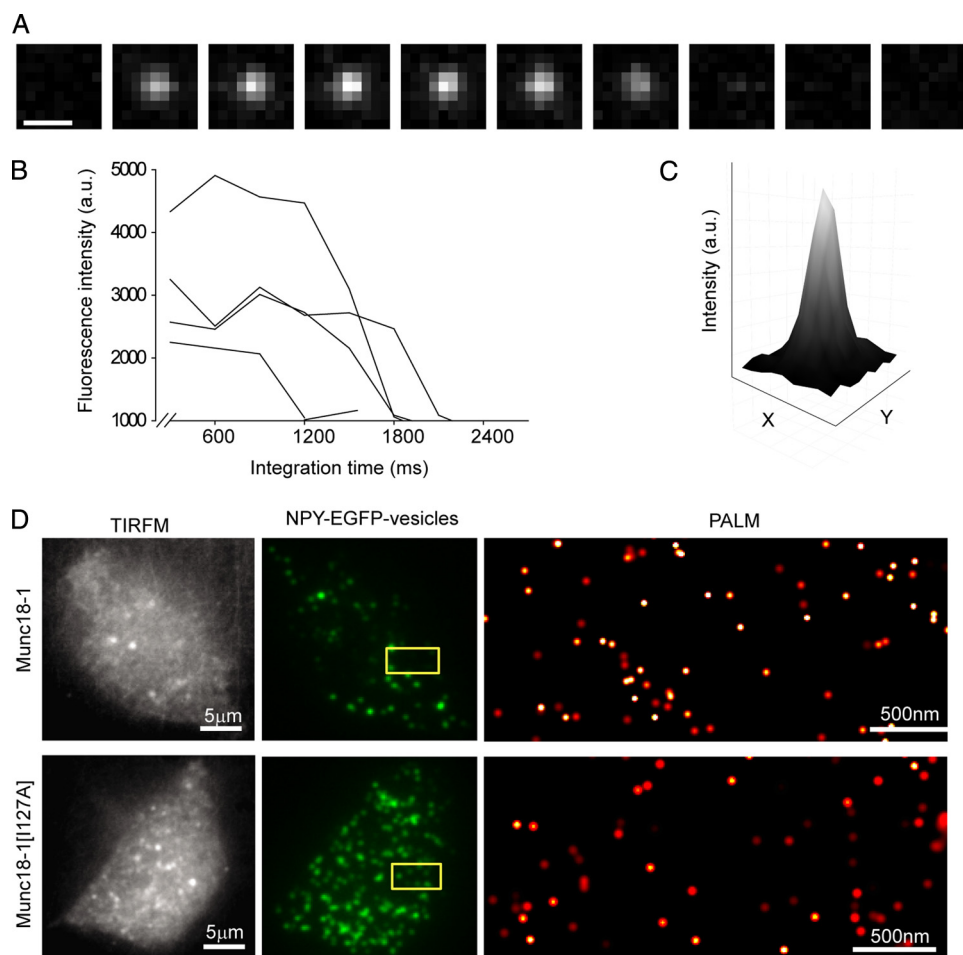 A
B
Fluorescence intensity (a.u.)
5000
4000
3000
2000
1000
600
1200
1800
2400
Integration time (ms)
C
Intensity (a.u.)
X
Y
D
TIRFM
NPY-EGFP-vesicles
PALM
Munc18-1
5μm
500nm
Munc18-1[I127A]
5μm
500nm